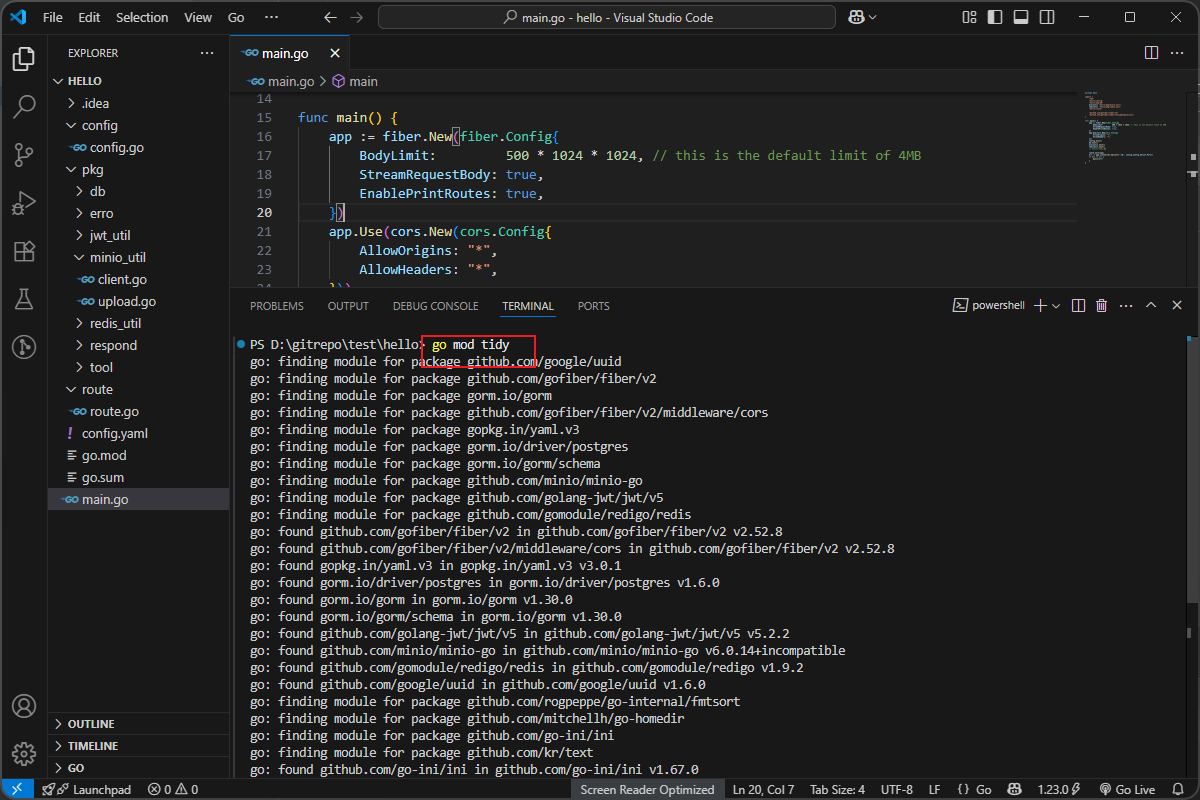 File Edit Selection View Go ··· main.go - hello - Visual Studio Code
EXPLORER ···
HELLO
.idea
config
config.go
pkg
db
erro
jwt_util
minio_util
client.go
upload.go
redis_util
respond
tool
route
route.go
config.yaml
go.mod
go.sum
main.go
OUTLINE
TIMELINE
GO
main.go
main.go > main
14
15 func main() {
16 app := fiber.New(fiber.Config{
17 BodyLimit: 500 * 1024 * 1024, // this is the default limit of 4MB
18 StreamRequestBody: true,
19 EnablePrintRoutes: true,
20 })
21 app.Use(cors.New(cors.Config{
22 AllowOrigins: "*",
23 AllowHeaders: "*",
24 }))
PROBLEMS OUTPUT DEBUG CONSOLE TERMINAL PORTS powershell
PS D:\gitrepo\test\hello> go mod tidy
go: finding module for package github.com/google/uuid
go: finding module for package github.com/gofiber/fiber/v2
go: finding module for package gorm.io/gorm
go: finding module for package github.com/gofiber/fiber/v2/middleware/cors
go: finding module for package gopkg.in/yaml.v3
go: finding module for package gorm.io/driver/postgres
go: finding module for package gorm.io/gorm/schema
go: finding module for package github.com/minio/minio-go
go: finding module for package github.com/golang-jwt/jwt/v5
go: finding module for package github.com/gomodule/redigo/redis
go: found github.com/gofiber/fiber/v2 in github.com/gofiber/fiber/v2 v2.52.8
go: found github.com/gofiber/fiber/v2/middleware/cors in github.com/gofiber/fiber/v2 v2.52.8
go: found gopkg.in/yaml.v3 in gopkg.in/yaml.v3 v3.0.1
go: found gorm.io/driver/postgres in gorm.io/driver/postgres v1.6.0
go: found gorm.io/gorm in gorm.io/gorm v1.30.0
go: found gorm.io/gorm/schema in gorm.io/gorm v1.30.0
go: found github.com/golang-jwt/jwt/v5 in github.com/golang-jwt/jwt/v5 v5.2.2
go: found github.com/minio/minio-go in github.com/minio/minio-go v6.0.14+incompatible
go: found github.com/gomodule/redigo/redis in github.com/gomodule/redigo v1.9.2
go: found github.com/google/uuid in github.com/google/uuid v1.6.0
go: finding module for package github.com/rogpeppe/go-internal/fmtsort
go: finding module for package github.com/mitchellh/go-homedir
go: finding module for package github.com/go-ini/ini
go: finding module for package github.com/kr/text
go: found github.com/go-ini/ini in github.com/go-ini/ini v1.67.0
Launchpad 0 0 Screen Reader Optimized Ln 20, Col 7 Tab Size: 4 UTF-8 LF {} Go 1.23.0 Go Live